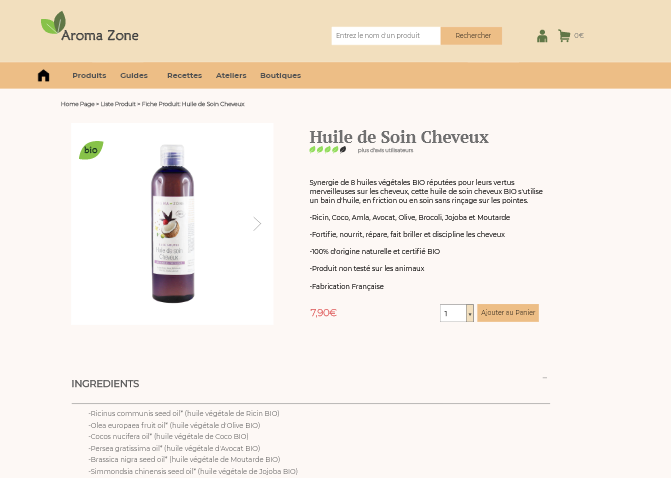 Aroma Zone
Entrez le nom d'un produit
Rechercher
0€
Produits Guides Recettes Ateliers Boutiques
Home Page > Liste Produit > Fiche Produit: Huile de Soin Cheveux
bio
Huile de Soin Cheveux
plus d'avis utilisateurs
Synergie de 8 huiles végétales BIO réputées pour leurs vertus
merveilleuses sur les cheveux, cette huile de soin cheveux BIO s'utilise
un bain d'huile, en friction ou en soin sans rinçage sur les pointes.
-Ricin, Coco, Amla, Avocat, Olive, Brocoli, Jojoba et Moutarde
-Fortifie, nourrit, répare, fait briller et discipline les cheveux
-100% d'origine naturelle et certifié BIO
-Produit non testé sur les animaux
-Fabrication Française
7,90€
1
Ajouter au Panier
INGREDIENTS
-Ricinus communis seed oil* (huile végétale de Ricin BIO)
-Olea europaea fruit oil* (huile végétale d'Olive BIO)
-Cocos nucifera oil* (huile végétale de Coco BIO)
-Persea gratissima oil* (huile végétale d'Avocat BIO)
-Brassica nigra seed oil* (huile végétale de Moutarde BIO)
-Simmondsia chinensis seed oil* (huile végétale de Jojoba BIO)